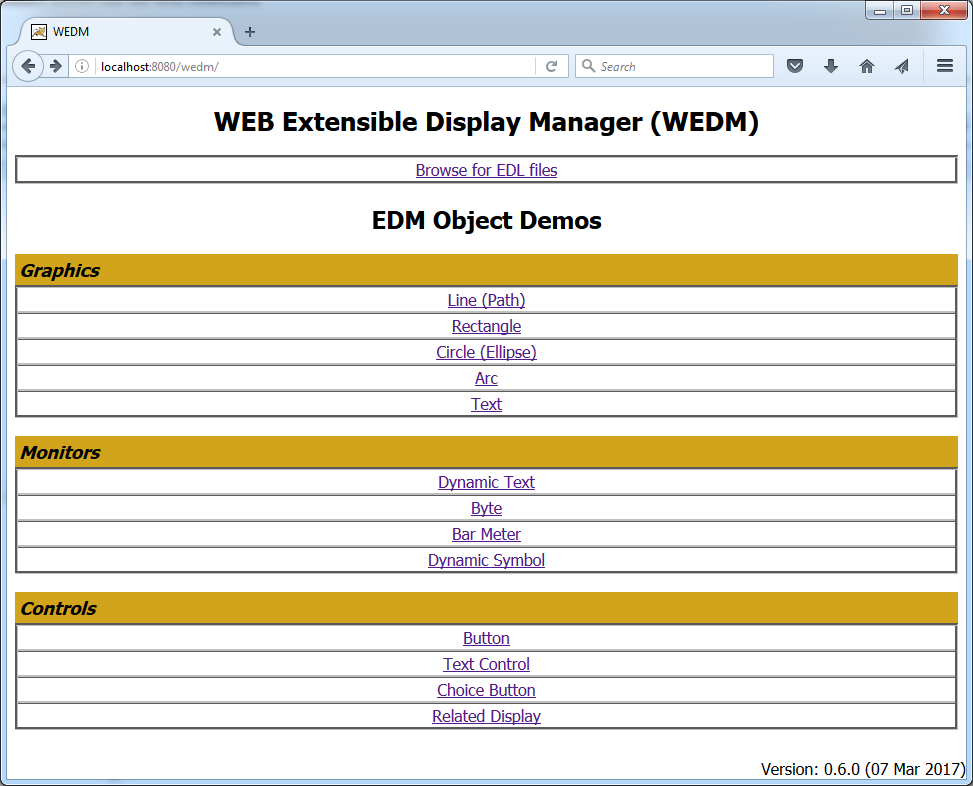 WEDM
localhost:8080/wedm/
Search
WEB Extensible Display Manager (WEDM)
Browse for EDL files
EDM Object Demos
Graphics
Line (Path)
Rectangle
Circle (Ellipse)
Arc
Text
Monitors
Dynamic Text
Byte
Bar Meter
Dynamic Symbol
Controls
Button
Text Control
Choice Button
Related Display
Version: 0.6.0 (07 Mar 2017)